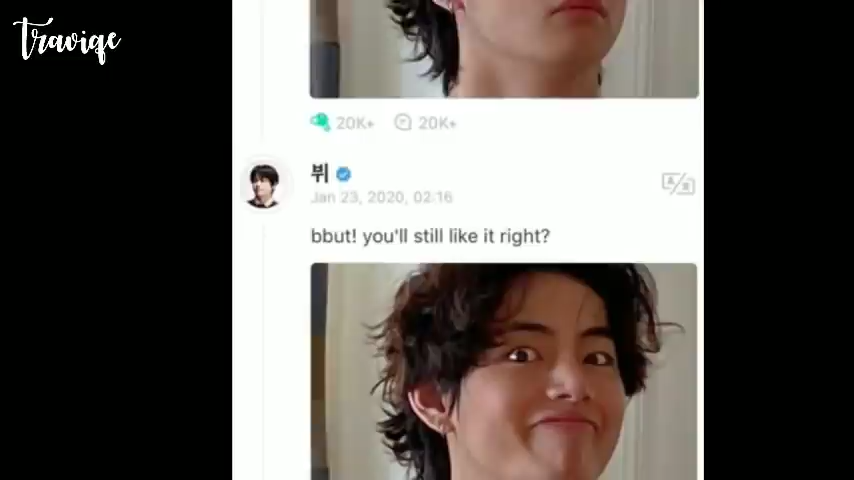 Traviqe
20K+ 20K+
뷔
Jan 23, 2020, 02:16
bbut! you'll still like it right?